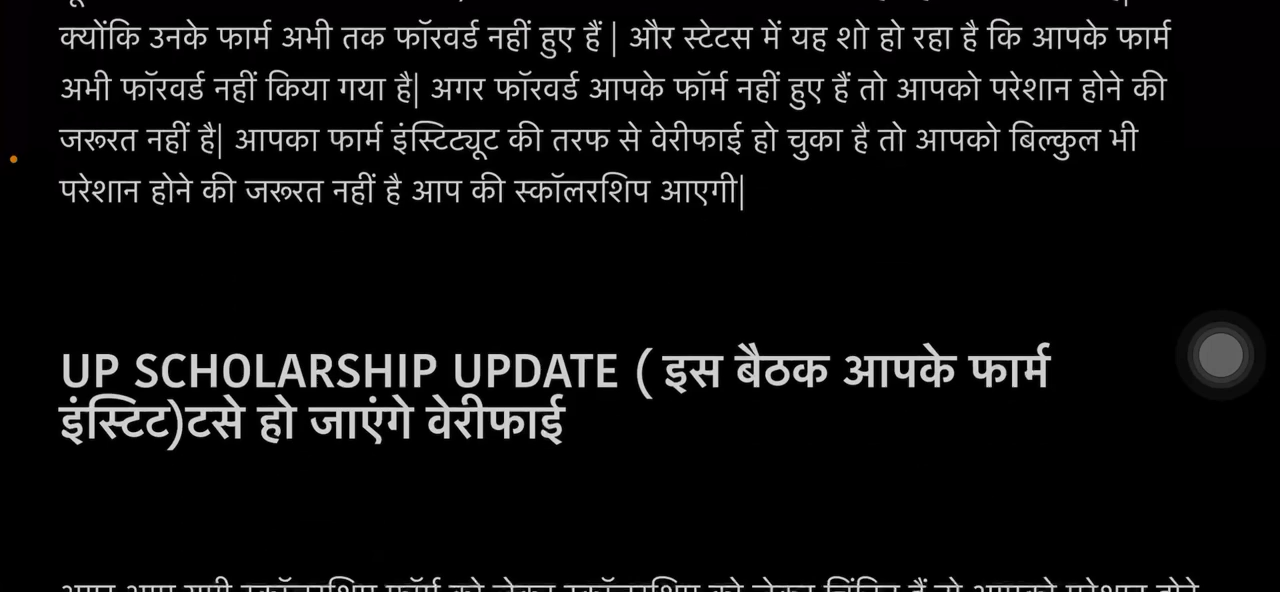 क्योंकि उनके फार्म अभी तक फॉरवर्ड नहीं हुए हैं | और स्टेटस में यह शो हो रहा है कि आपके फार्म
अभी फॉरवर्ड नहीं किया गया है| अगर फॉरवर्ड आपके फॉर्म नहीं हुए हैं तो आपको परेशान होने की
जरूरत नहीं है| आपका फार्म इंस्टिट्यूट की तरफ से वेरीफाई हो चुका है तो आपको बिल्कुल भी
परेशान होने की जरूरत नहीं है आप की स्कॉलरशिप आएगी|
UP SCHOLARSHIP UPDATE ( इस बैठक आपके फार्म
इंस्टिट)टसे हो जाएंगे वेरीफाई